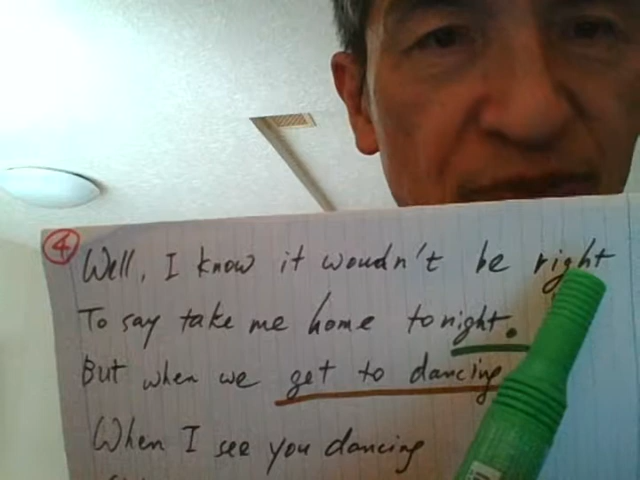 ④ Well, I know it woudn't be right
To say take me home tonight.
But when we get to dancing
When I see you dancing